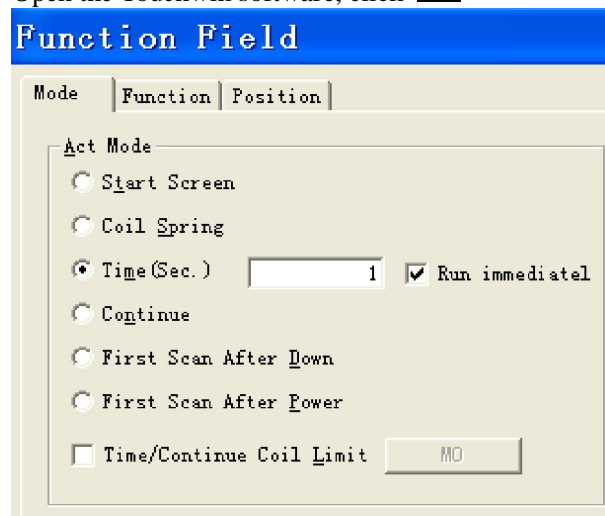 Function Field
Mode Function Position
Act Mode
Start Screen
Coil Spring
Time(Sec.) 1 Run immediatel
Continue
First Scan After Down
First Scan After Power
Time/Continue Coil Limit M0